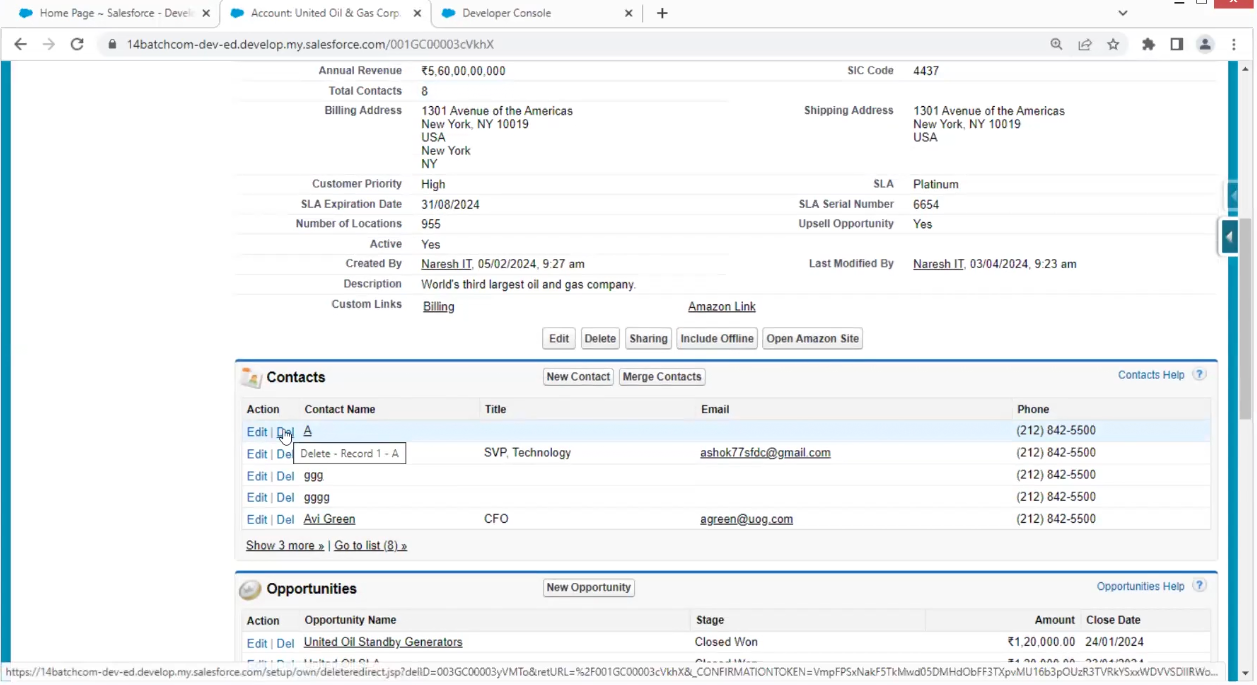 Home Page ~ Salesforce - Devel
Account: United Oil & Gas Corp.
Developer Console
14batchcom-dev-ed.develop.my.salesforce.com/001GC00003cVkhX
Annual Revenue ₹5,60,00,00,000 SIC Code 4437
Total Contacts 8
Billing Address 1301 Avenue of the Americas Shipping Address 1301 Avenue of the Americas
New York, NY 10019 New York, NY 10019
USA USA
New York
NY
Customer Priority High SLA Platinum
SLA Expiration Date 31/08/2024 SLA Serial Number 6654
Number of Locations 955 Upsell Opportunity Yes
Active Yes
Created By Naresh IT, 05/02/2024, 9:27 am Last Modified By Naresh IT, 03/04/2024, 9:23 am
Description World's third largest oil and gas company.
Custom Links Billing Amazon Link
Edit Delete Sharing Include Offline Open Amazon Site
Contacts New Contact Merge Contacts Contacts Help ?
Action Contact Name Title Email Phone
Edit | Del A (212) 842-5500
Edit | Del SVP, Technology ashok77sfdc@gmail.com (212) 842-5500
Delete - Record 1 - A
Edit | Del ggg (212) 842-5500
Edit | Del gggg (212) 842-5500
Edit | Del Avi Green CFO agreen@uog.com (212) 842-5500
Show 3 more » | Go to list (8) »
Opportunities New Opportunity Opportunities Help ?
Action Opportunity Name Stage Amount Close Date
Edit | Del United Oil Standby Generators Closed Won ₹1,20,000.00 24/01/2024